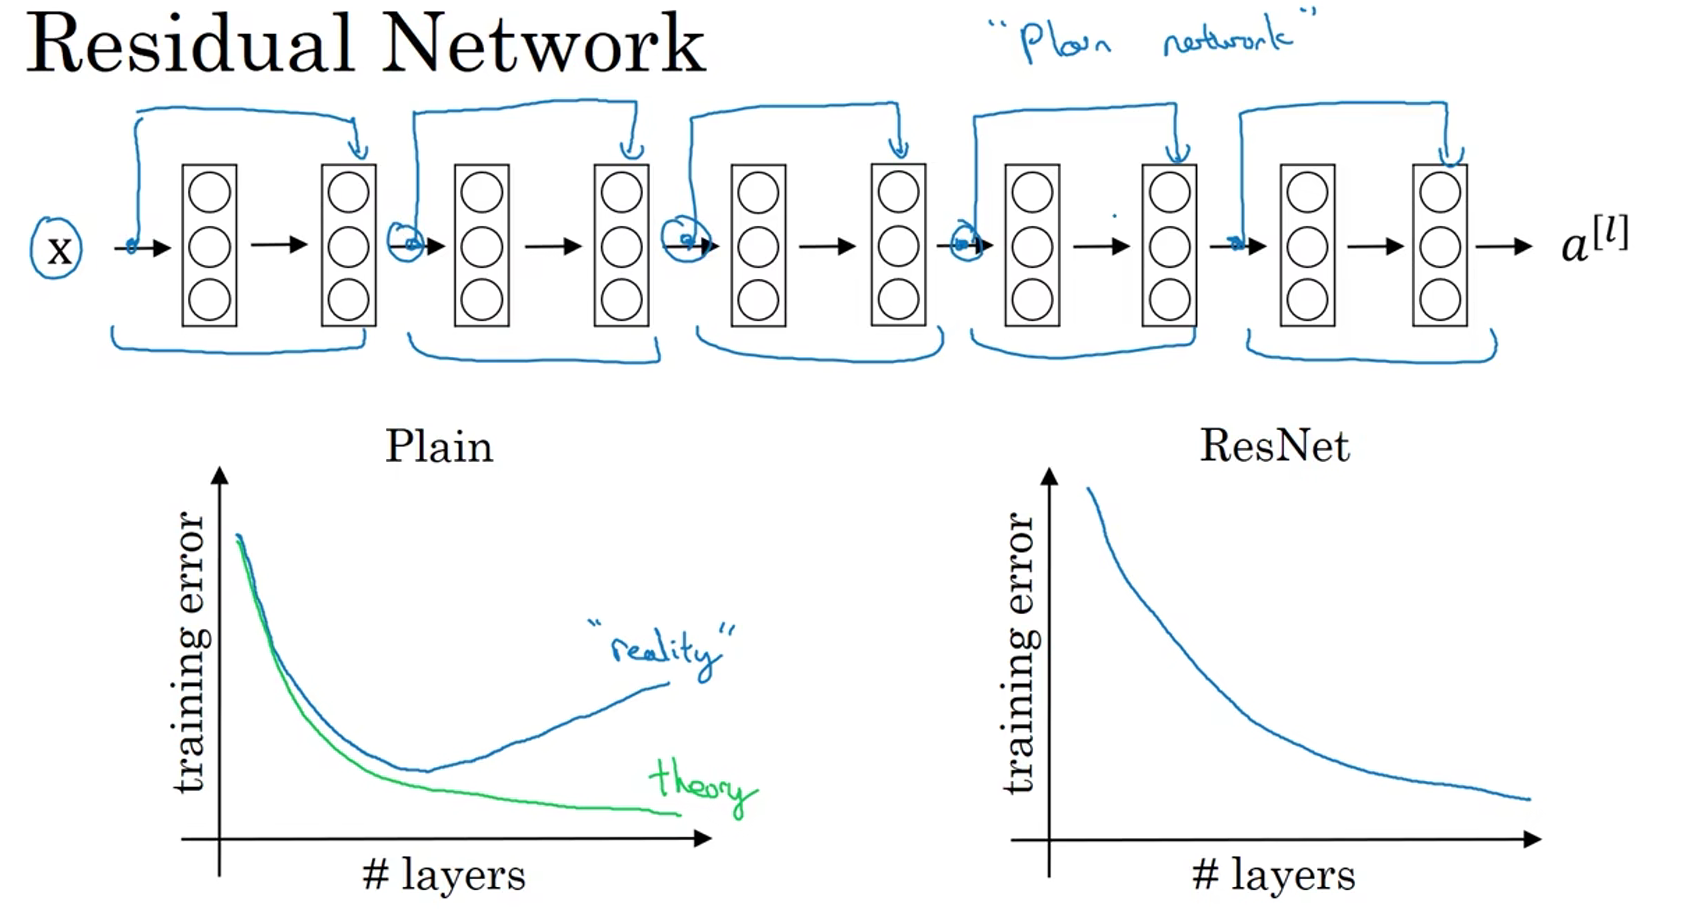 Residual Network
"Plain network"
x
a[l]
Plain
ResNet
training error
"reality"
theory
# layers
training error
# layers